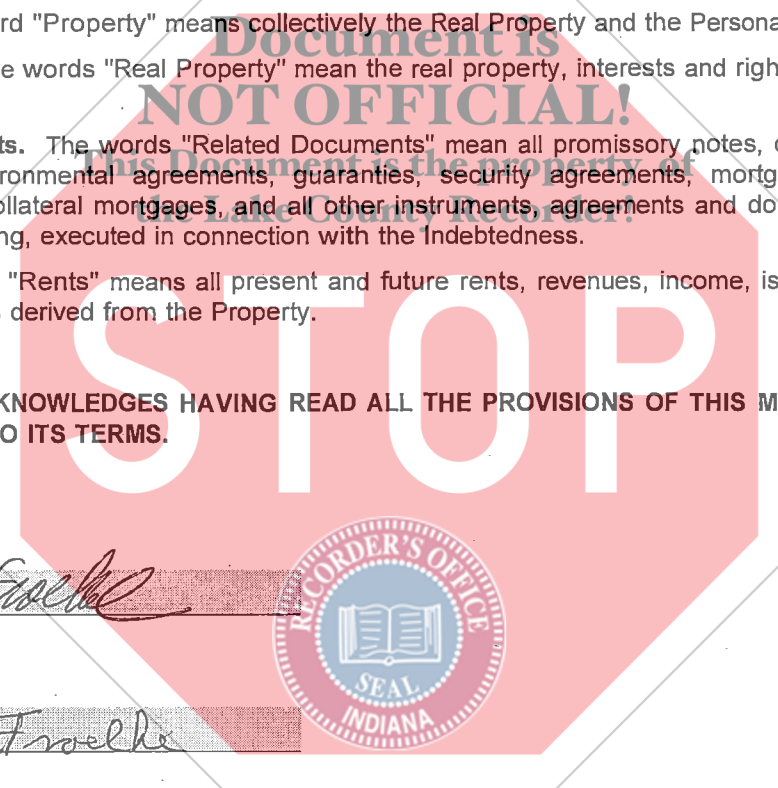 rd "Property" means collectively the Real Property and the Persona
Document is
e words "Real Property" mean the real property, interests and righ
NOT OFFICIAL!
ts. The words "Related Documents" mean all promissory notes,
This Document is the property of
ironmental agreements, guaranties, security agreements, mortg
the Lake County Recorder!
ollateral mortgages, and all other instruments, agreements and do
ng, executed in connection with the Indebtedness.
"Rents" means all present and future rents, revenues, income, is
derived from the Property.
STOP
KNOWLEDGES HAVING READ ALL THE PROVISIONS OF THIS M
O ITS TERMS.
RECORDER'S OFFICE
SEAL
INDIANA
Froelke